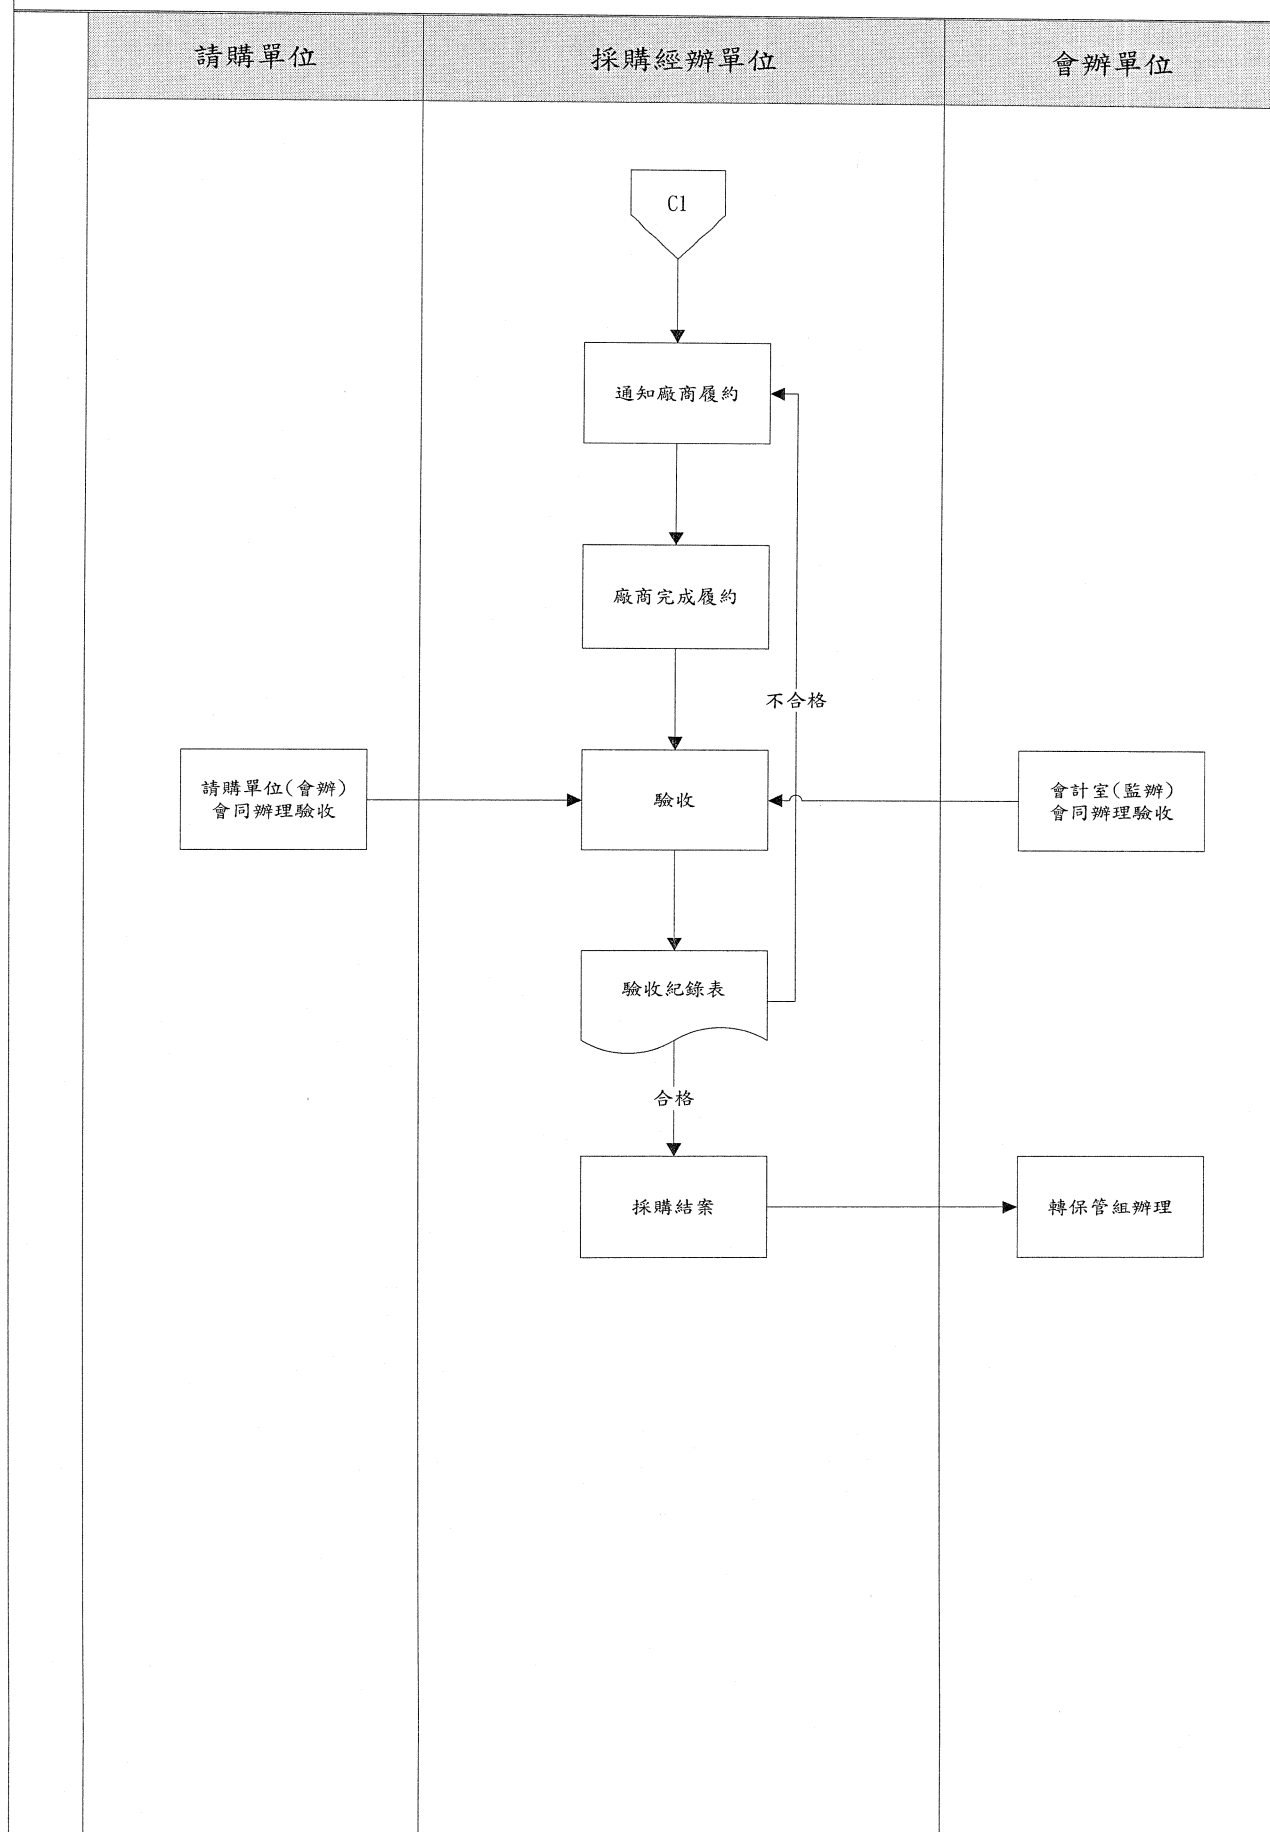 請購單位
採購經辦單位
會辦單位
C1
通知廠商履約
廠商完成履約
不合格
請購單位(會辦)
會同辦理驗收
驗收
會計室(監辦)
會同辦理驗收
驗收紀錄表
合格
採購結案
轉保管組辦理